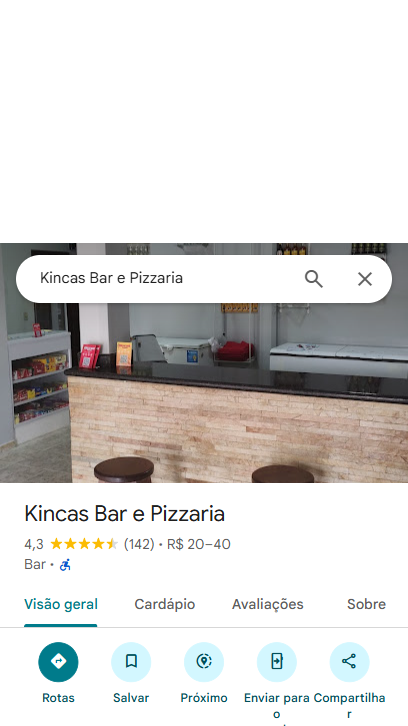 Kincas Bar e Pizzaria
Kincas Bar e Pizzaria
4,3 (142) • R$ 20–40
Bar •
Visão geral Cardápio Avaliações Sobre
Rotas Salvar Próximo Enviar para o Compartilhar